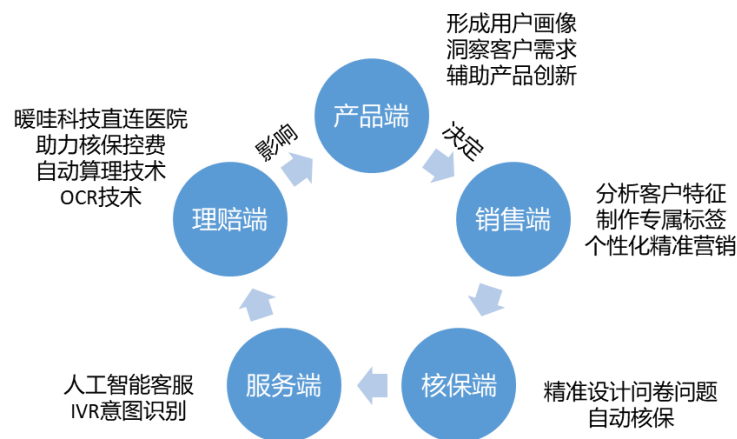 形成用户画像
洞察客户需求
辅助产品创新
产品端
影响
决定
暖哇科技直连医院
助力核保控费
自动算理技术
OCR技术
理赔端
销售端
分析客户特征
制作专属标签
个性化精准营销
服务端
核保端
人工智能客服
IVR意图识别
精准设计问卷问题
自动核保